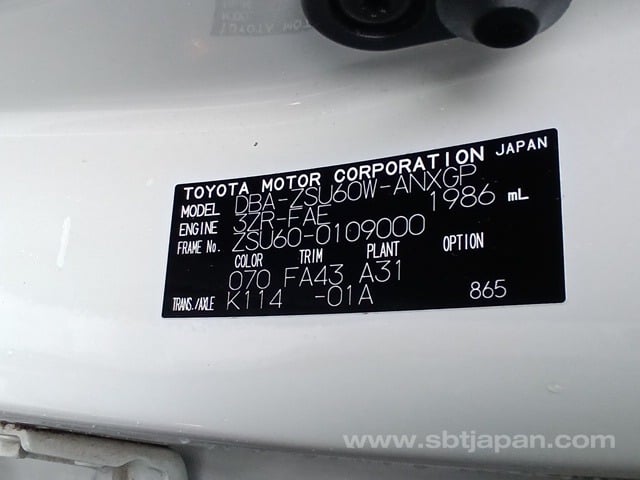 TOYOTA MOTOR CORPORATION JAPAN
MODEL DBA-ZSU60W-ANXGP
ENGINE 3ZR-FAE 1986 mL
FRAME No. ZSU60-0109000
COLOR TRIM PLANT OPTION
070 FA43 A31
TRANS./AXLE K114 -01A 865
www.sbtjapan.com